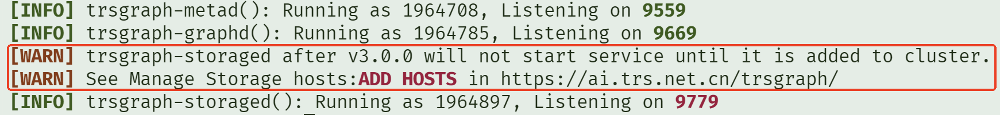 [INFO] trsgraph-metad(): Running as 1964708, Listening on 9559
[INFO] trsgraph-graphd(): Running as 1964785, Listening on 9669
[WARN] trsgraph-storaged after v3.0.0 will not start service until it is added to cluster.
[WARN] See Manage Storage hosts:ADD HOSTS in https://ai.trs.net.cn/trsgraph/
[INFO] trsgraph-storaged(): Running as 1964897, Listening on 9779